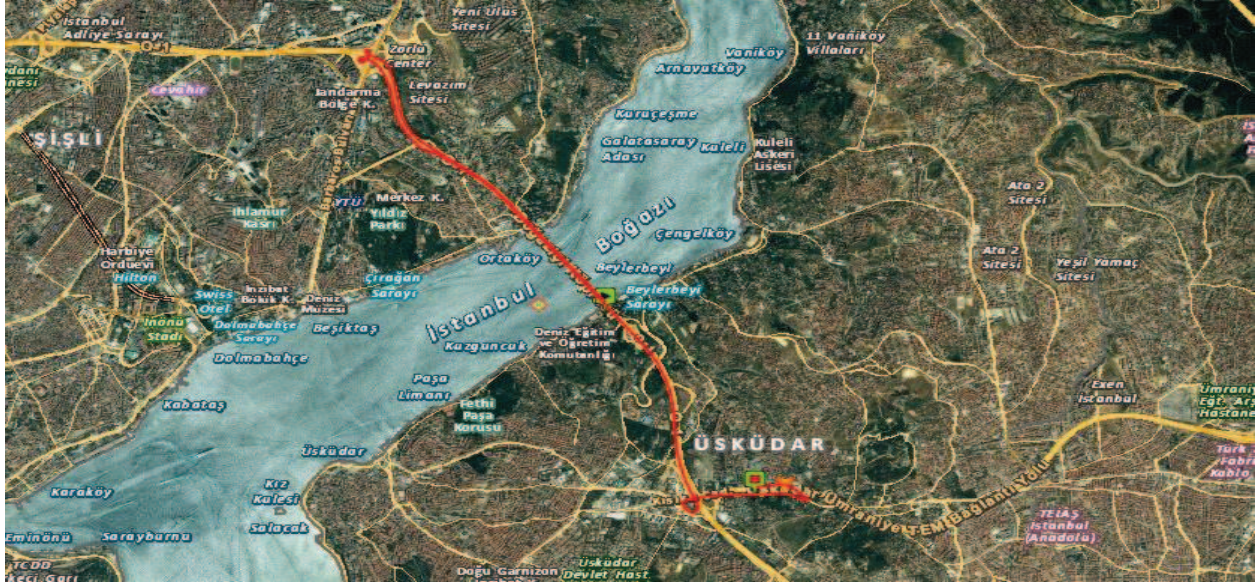 Yeni Ulus
Sitesi
İstanbul
Adliye Sarayı
O-1
Zorlu
Center
11 Vaniköy
Villaları
Vaniköy
Arnavutköy
Cevahir
Jandarma
Bölge K.
Levazım
Sitesi
Kuruçeşme
ŞİŞLİ
Galatasaray
Adası
Kuleli
Kuleli
Askeri
Lisesi
YTÜ
Merkez K.
Ihlamur
Kasrı
Yıldız
Parkı
Boğazı
Ata 2
Sitesi
Çengelköy
Harbiye
Orduevi
Hilton
Ortaköy
Ata 2
Sitesi
Yeşil Yamaç
Sitesi
Çırağan
Sarayı
Beylerbeyi
Swiss
Otel
İnzibat
Bölük K
Deniz
Müzesi
İstanbul
Beylerbeyi
Sarayı
İnönü
Stadı
Dolmabahçe
Sarayı
Beşiktaş
Dolmabahçe
Kuzguncuk
Deniz Eğitim
ve Öğretim
Komutanlığı
Paşa
Limanı
Exen
İstanbul
Kabataş
Fethi
Paşa
Korusu
Üsküdar
ÜSKÜDAR
Karaköy
Kız
Kulesi
Ümraniye TEM Bağlantı Yolu
Salacak
TELAŞ
İstanbul
(Anadolu)
Eminönü
Sarayburnu
TCDD
Doğu Garnizon
Üsküdar
Devlet Hast.